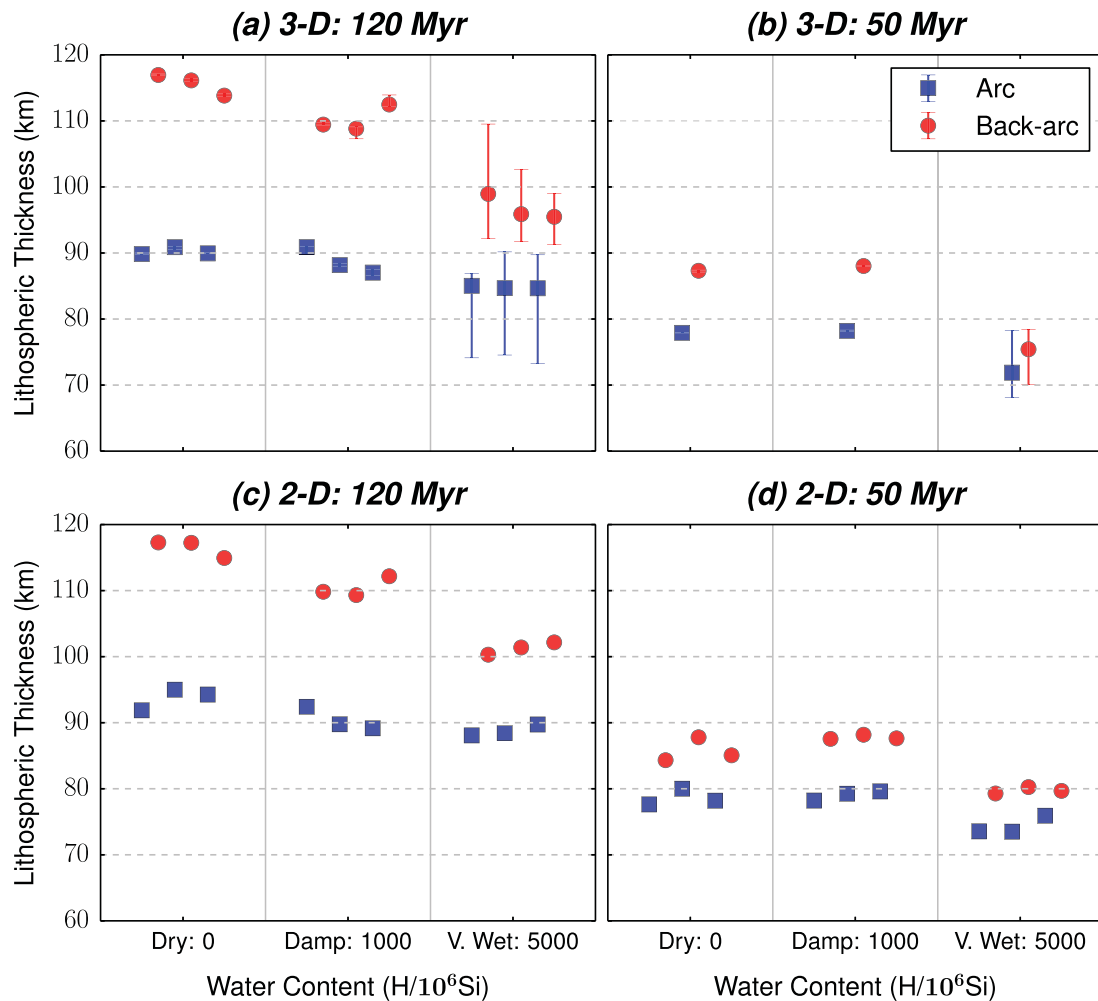 (a) 3-D: 120 Myr
(b) 3-D: 50 Myr
120
110
100
90
80
70
60
Lithospheric Thickness (km)
Arc
Back-arc
(c) 2-D: 120 Myr
(d) 2-D: 50 Myr
120
110
100
90
80
70
60
Lithospheric Thickness (km)
Dry: 0
Damp: 1000
V. Wet: 5000
Dry: 0
Damp: 1000
V. Wet: 5000
Water Content (H/10⁶Si)
Water Content (H/10⁶Si)